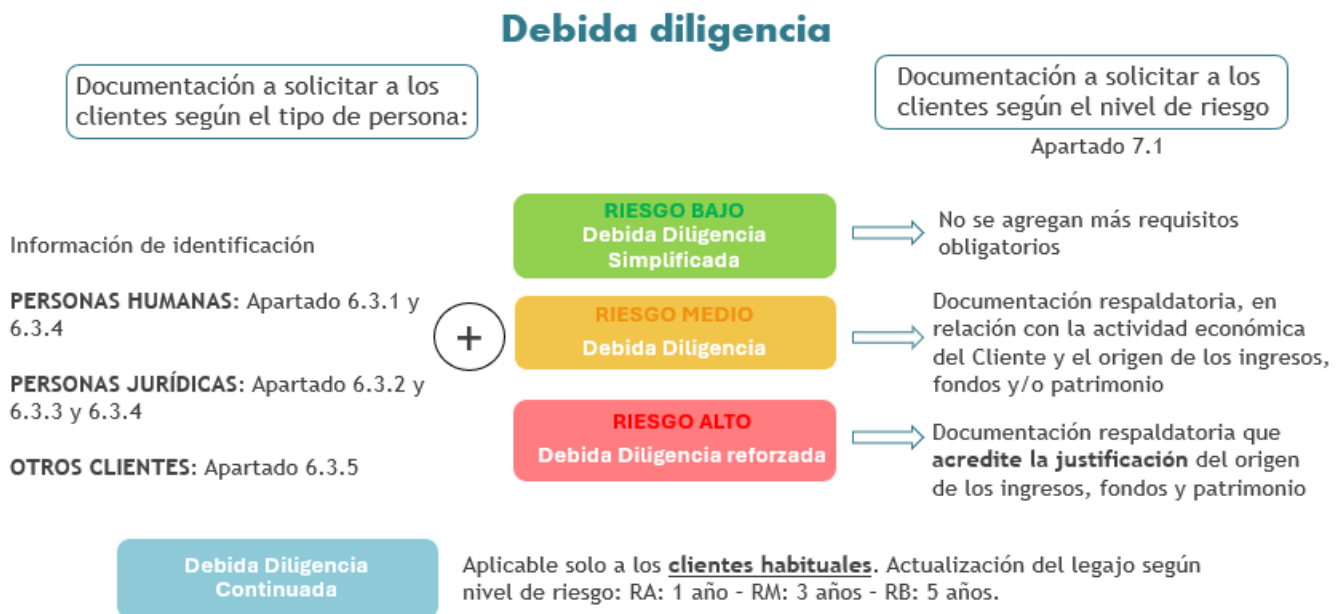 Debida diligencia
Documentación a solicitar a los
clientes según el tipo de persona:
Documentación a solicitar a los
clientes según el nivel de riesgo
Apartado 7.1
Información de identificación
PERSONAS HUMANAS: Apartado 6.3.1 y
6.3.4
PERSONAS JURÍDICAS: Apartado 6.3.2 y
6.3.3 y 6.3.4
OTROS CLIENTES: Apartado 6.3.5
+
RIESGO BAJO
Debida Diligencia
Simplificada
No se agregan más requisitos
obligatorios
RIESGO MEDIO
Debida Diligencia
Documentación respaldatoria, en
relación con la actividad económica
del Cliente y el origen de los ingresos,
fondos y/o patrimonio
RIESGO ALTO
Debida Diligencia reforzada
Documentación respaldatoria que
acredite la justificación del origen
de los ingresos, fondos y patrimonio
Debida Diligencia
Continuada
Aplicable solo a los clientes habituales. Actualización del legajo según
nivel de riesgo: RA: 1 año - RM: 3 años - RB: 5 años.